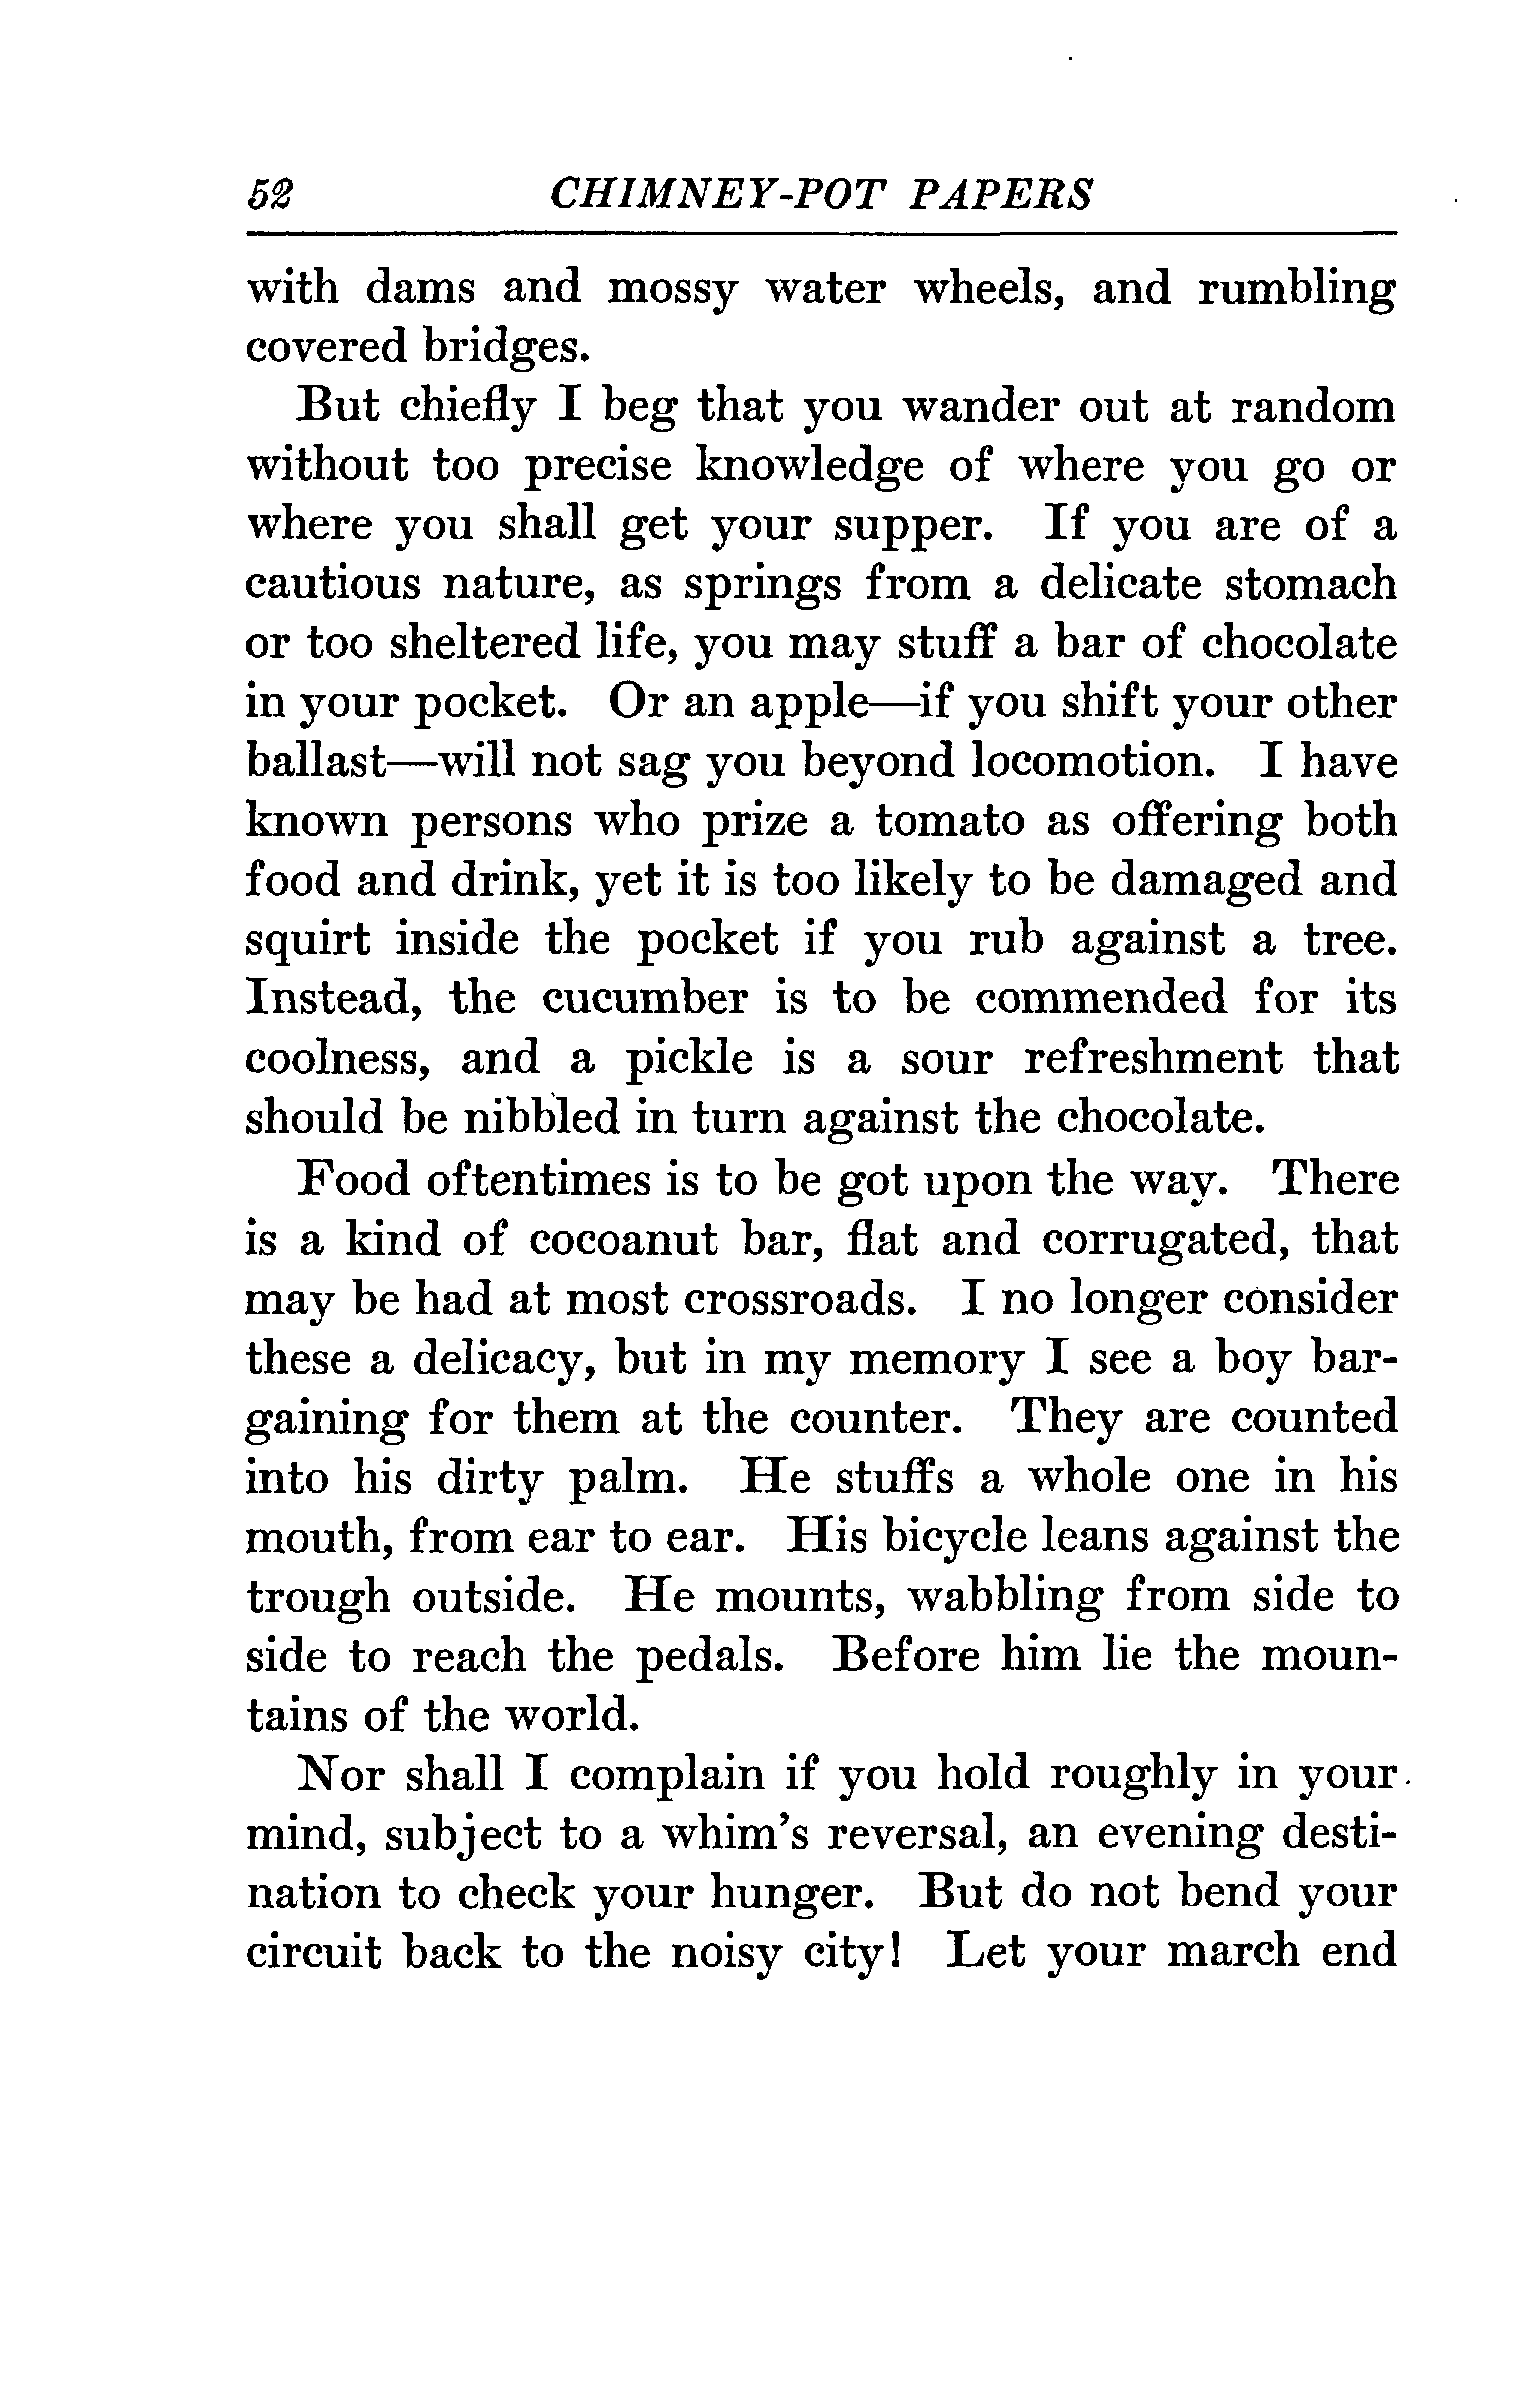 52 CHIMNEY-POT PAPERS
with dams and mossy water wheels, and rumbling
covered bridges.
But chiefly I beg that you wander out at random
without too precise knowledge of where you go or
where you shall get your supper. If you are of a
cautious nature, as springs from a delicate stomach
or too sheltered life, you may stuff a bar of chocolate
in your pocket. Or an apple—if you shift your other
ballast—will not sag you beyond locomotion. I have
known persons who prize a tomato as offering both
food and drink, yet it is too likely to be damaged and
squirt inside the pocket if you rub against a tree.
Instead, the cucumber is to be commended for its
coolness, and a pickle is a sour refreshment that
should be nibbled in turn against the chocolate.
Food oftentimes is to be got upon the way. There
is a kind of cocoanut bar, flat and corrugated, that
may be had at most crossroads. I no longer consider
these a delicacy, but in my memory I see a boy bar-
gaining for them at the counter. They are counted
into his dirty palm. He stuffs a whole one in his
mouth, from ear to ear. His bicycle leans against the
trough outside. He mounts, wabbling from side to
side to reach the pedals. Before him lie the moun-
tains of the world.
Nor shall I complain if you hold roughly in your
mind, subject to a whim's reversal, an evening desti-
nation to check your hunger. But do not bend your
circuit back to the noisy city! Let your march end